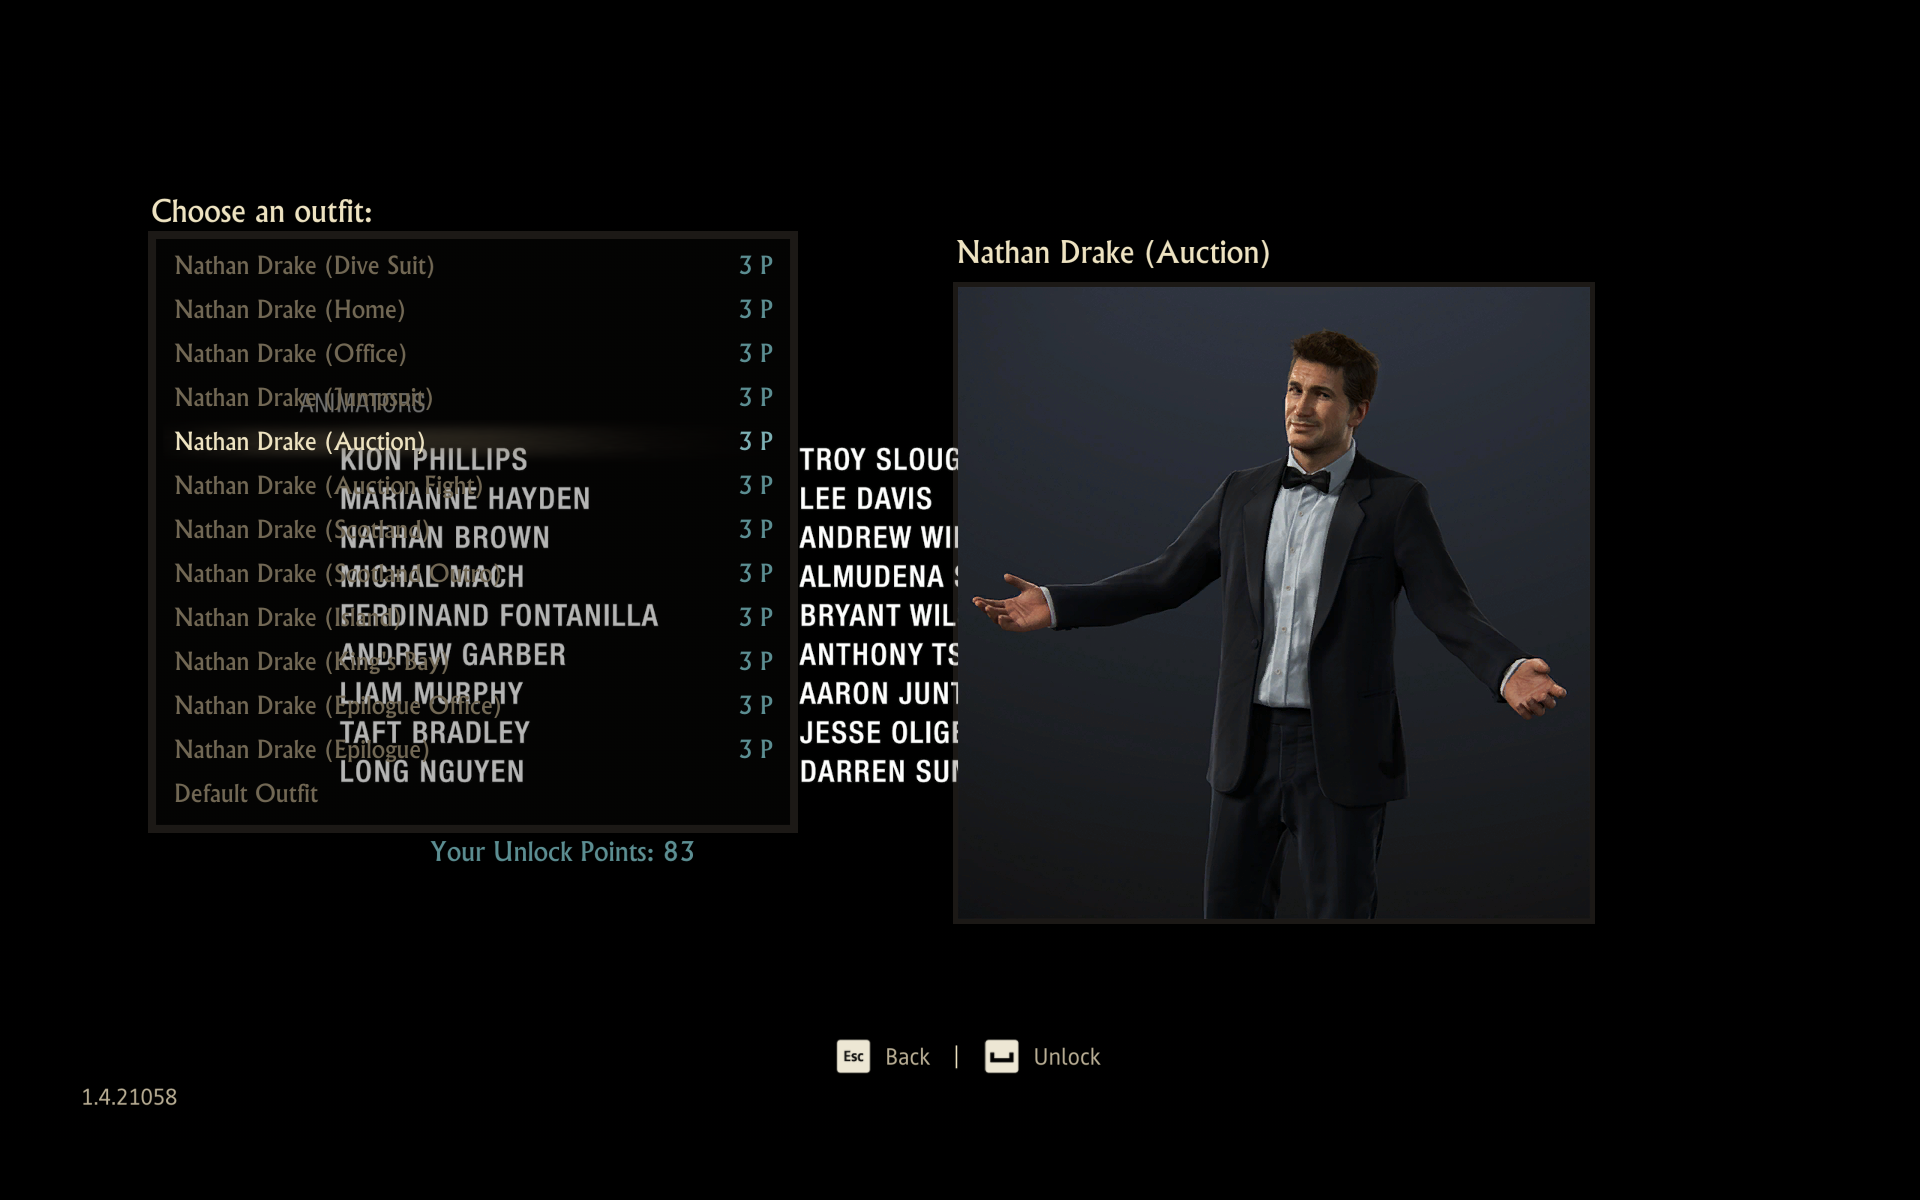 Choose an outfit:
Nathan Drake (Dive Suit) 3 P
Nathan Drake (Home) 3 P
Nathan Drake (Office) 3 P
Nathan Drake (Jumpsuit) 3 P
ANIMATORS
Nathan Drake (Auction) 3 P
KION PHILLIPS
Nathan Drake (Auction Fight) 3 P
MARIANNE HAYDEN
Nathan Drake (Scotland) 3 P
NATHAN BROWN
Nathan Drake (Scotland Outro) 3 P
MICHAL MACH
Nathan Drake (Island) 3 P
FERDINAND FONTANILLA
Nathan Drake (King's Bay) 3 P
ANDREW GARBER
Nathan Drake (Epilogue Office) 3 P
LIAM MURPHY
Nathan Drake (Epilogue) 3 P
TAFT BRADLEY
LONG NGUYEN
Default Outfit
Your Unlock Points: 83
TROY SLOUG
LEE DAVIS
ANDREW WI
ALMUDENA
BRYANT WIL
ANTHONY TS
AARON JUNT
JESSE OLIGE
DARREN SUM
Nathan Drake (Auction)
Esc Back | Unlock
1.4.21058